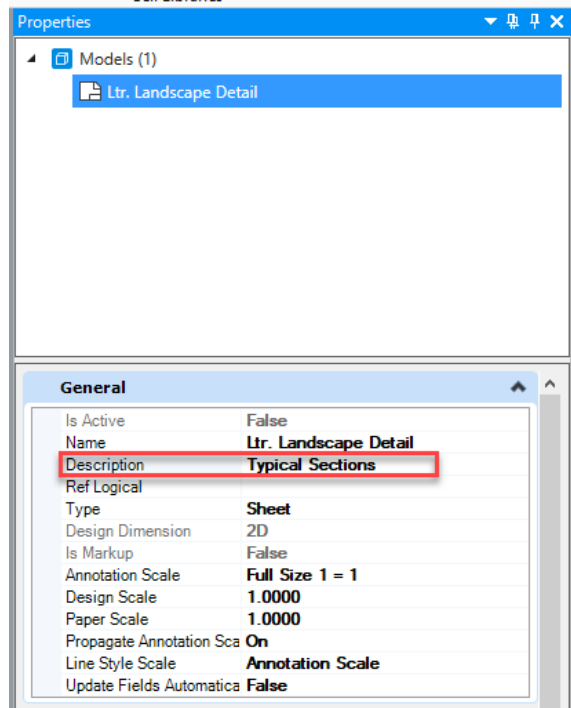 Properties
Models (1)
Ltr. Landscape Detail
General
Is Active False
Name Ltr. Landscape Detail
Description Typical Sections
Ref Logical
Type Sheet
Design Dimension 2D
Is Markup False
Annotation Scale Full Size 1 = 1
Design Scale 1.0000
Paper Scale 1.0000
Propagate Annotation Sca On
Line Style Scale Annotation Scale
Update Fields Automatica False